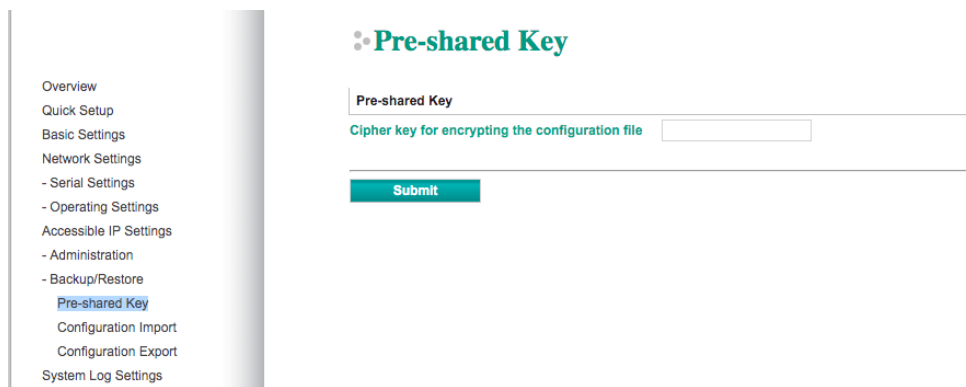 Overview
Quick Setup
Basic Settings
Network Settings
- Serial Settings
- Operating Settings
Accessible IP Settings
- Administration
- Backup/Restore
Pre-shared Key
Configuration Import
Configuration Export
System Log Settings
Pre-shared Key
Pre-shared Key
Cipher key for encrypting the configuration file
Submit